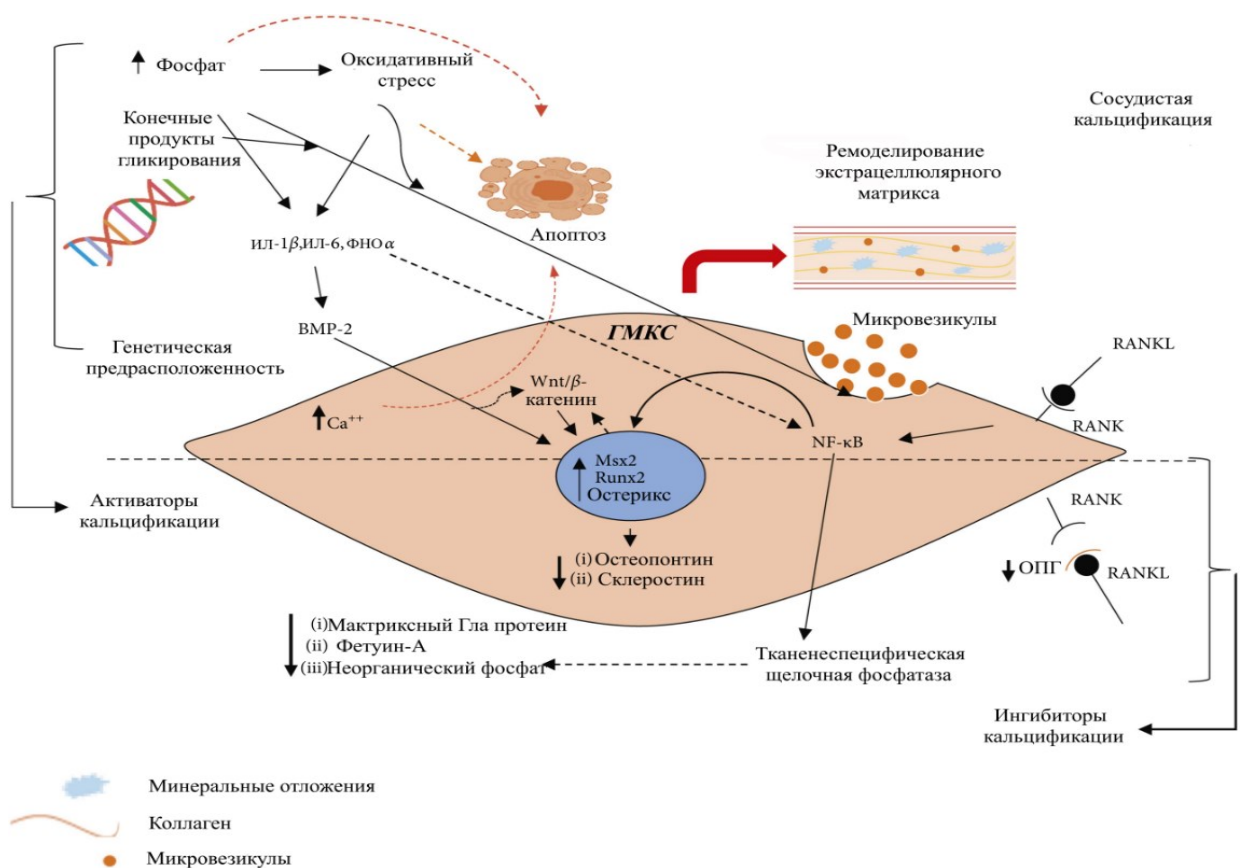 Фосфат
Оксидативный
стресс
Конечные
продукты
гликирования
Сосудистая
кальцификация
Ремоделирование
экстрацеллюлярного
матрикса
Апоптоз
ИЛ-1β,ИЛ-6, ФНО α
BMP-2
ГМКС
Микровезикулы
Генетическая
предрасположенность
Wnt/β-
катенин
Ca++
RANKL
RANK
NF-κB
Msx2
Runx2
Остерикс
Активаторы
кальцификации
RANK
ОПГ
RANKL
(i) Остеопонтин
(ii) Склеростин
(i) Мактриксный Гла протеин
(ii) Фетуин-А
(iii) Неорганический фосфат
Тканенеспецифическая
щелочная фосфатаза
Ингибиторы
кальцификации
Минеральные отложения
Коллаген
Микровезикулы